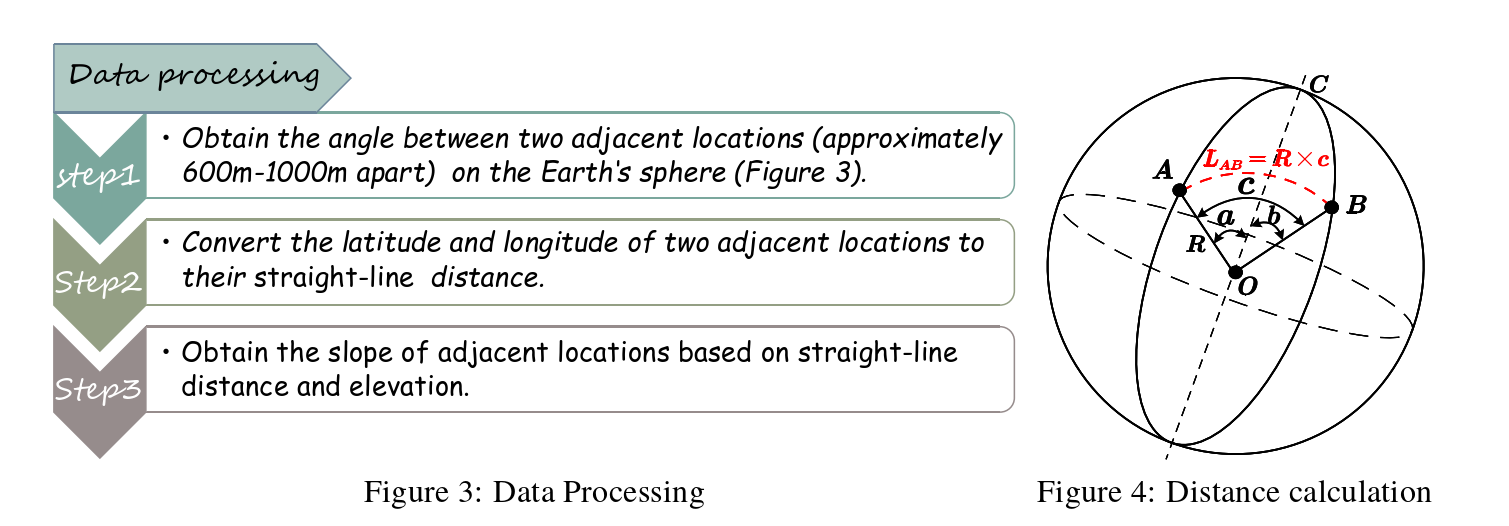 Data processing
step1
• Obtain the angle between two adjacent locations (approximately
600m-1000m apart) on the Earth's sphere (Figure 3).
Step2
• Convert the latitude and longitude of two adjacent locations to
their straight-line distance.
Step3
• Obtain the slope of adjacent locations based on straight-line
distance and elevation.
Figure 3: Data Processing
C
L_AB = R × c
A
c
B
a
b
R
O
Figure 4: Distance calculation